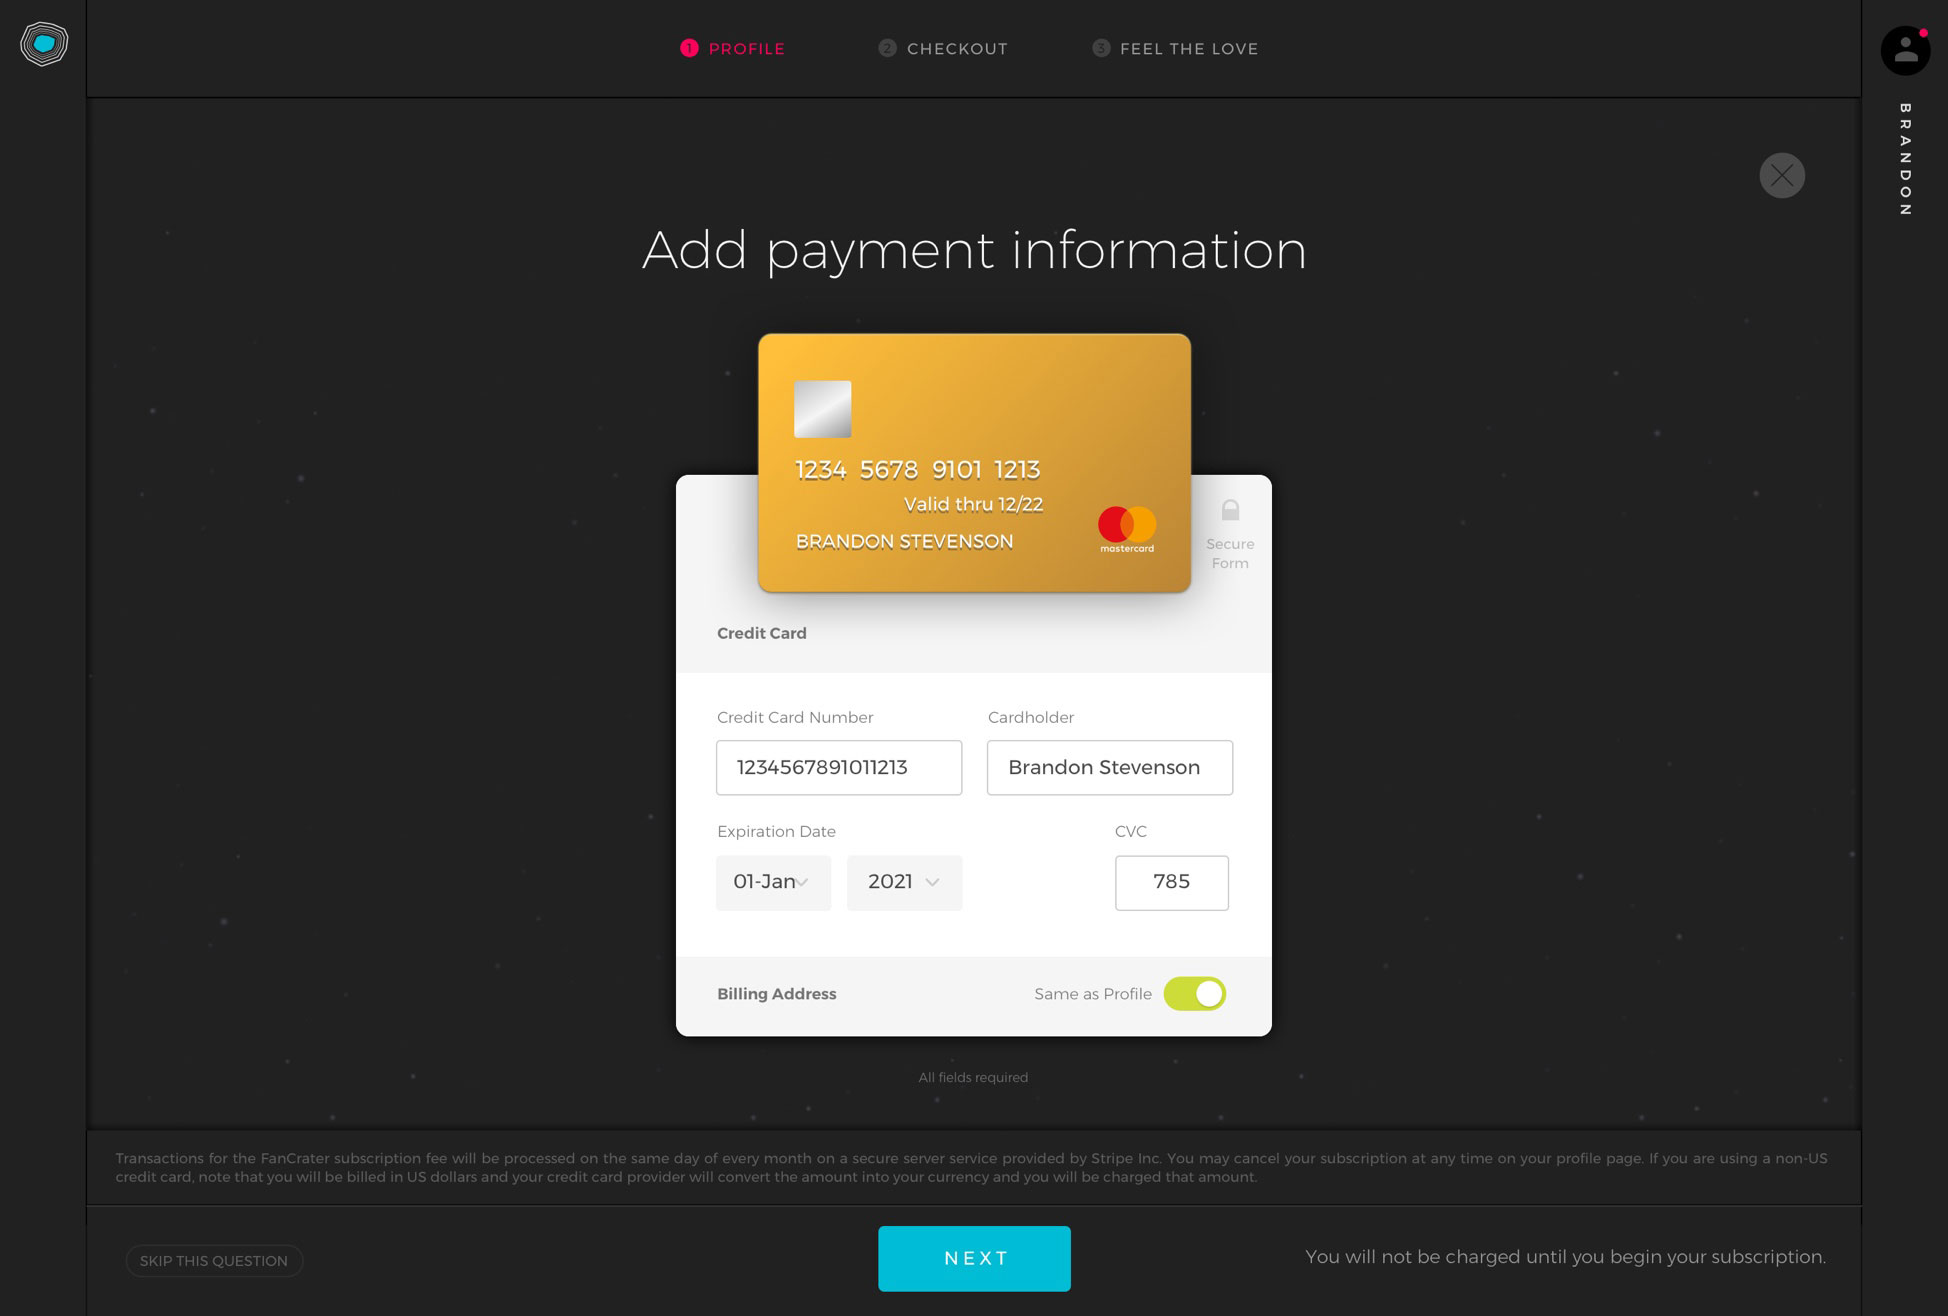 1 PROFILE
2 CHECKOUT
3 FEEL THE LOVE
BRANDON
Add payment information
1234 5678 9101 1213
Valid thru 12/22
BRANDON STEVENSON
mastercard
Secure
Form
Credit Card
Credit Card Number
Cardholder
1234567891011213
Brandon Stevenson
Expiration Date
CVC
01-Jan
2021
785
Billing Address
Same as Profile
All fields required
Transactions for the FanCrater subscription fee will be processed on the same day of every month on a secure server service provided by Stripe Inc. You may cancel your subscription at any time on your profile page. If you are using a non-US
credit card, note that you will be billed in US dollars and your credit card provider will convert the amount into your currency and you will be charged that amount.
SKIP THIS QUESTION
NEXT
You will not be charged until you begin your subscription.